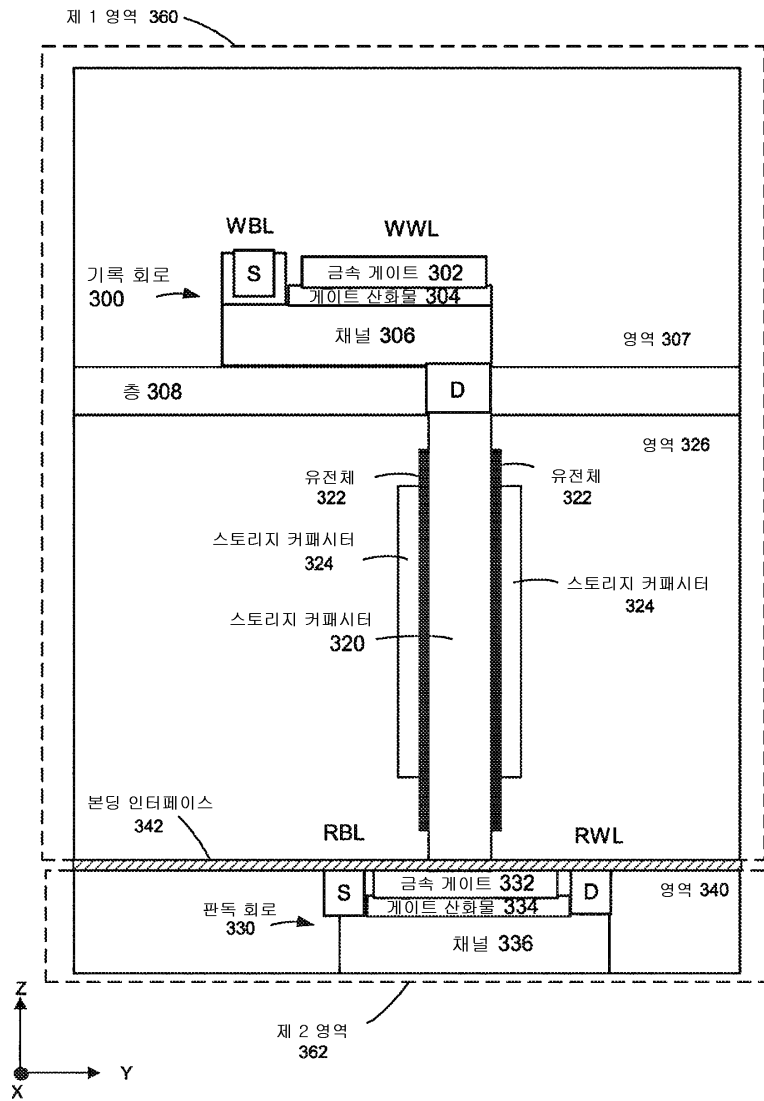 제 1 영역 360
WBL
WWL
S
금속 게이트 302
기록 회로
300
게이트 산화물 304
채널 306
영역 307
층 308
D
영역 326
유전체
322
유전체
322
스토리지 커패시터
324
스토리지 커패시터
324
스토리지 커패시터
320
본딩 인터페이스
342
RBL
RWL
S
금속 게이트 332
D
영역 340
게이트 산화물 334
판독 회로
330
채널 336
Z
제 2 영역
362
Y
X